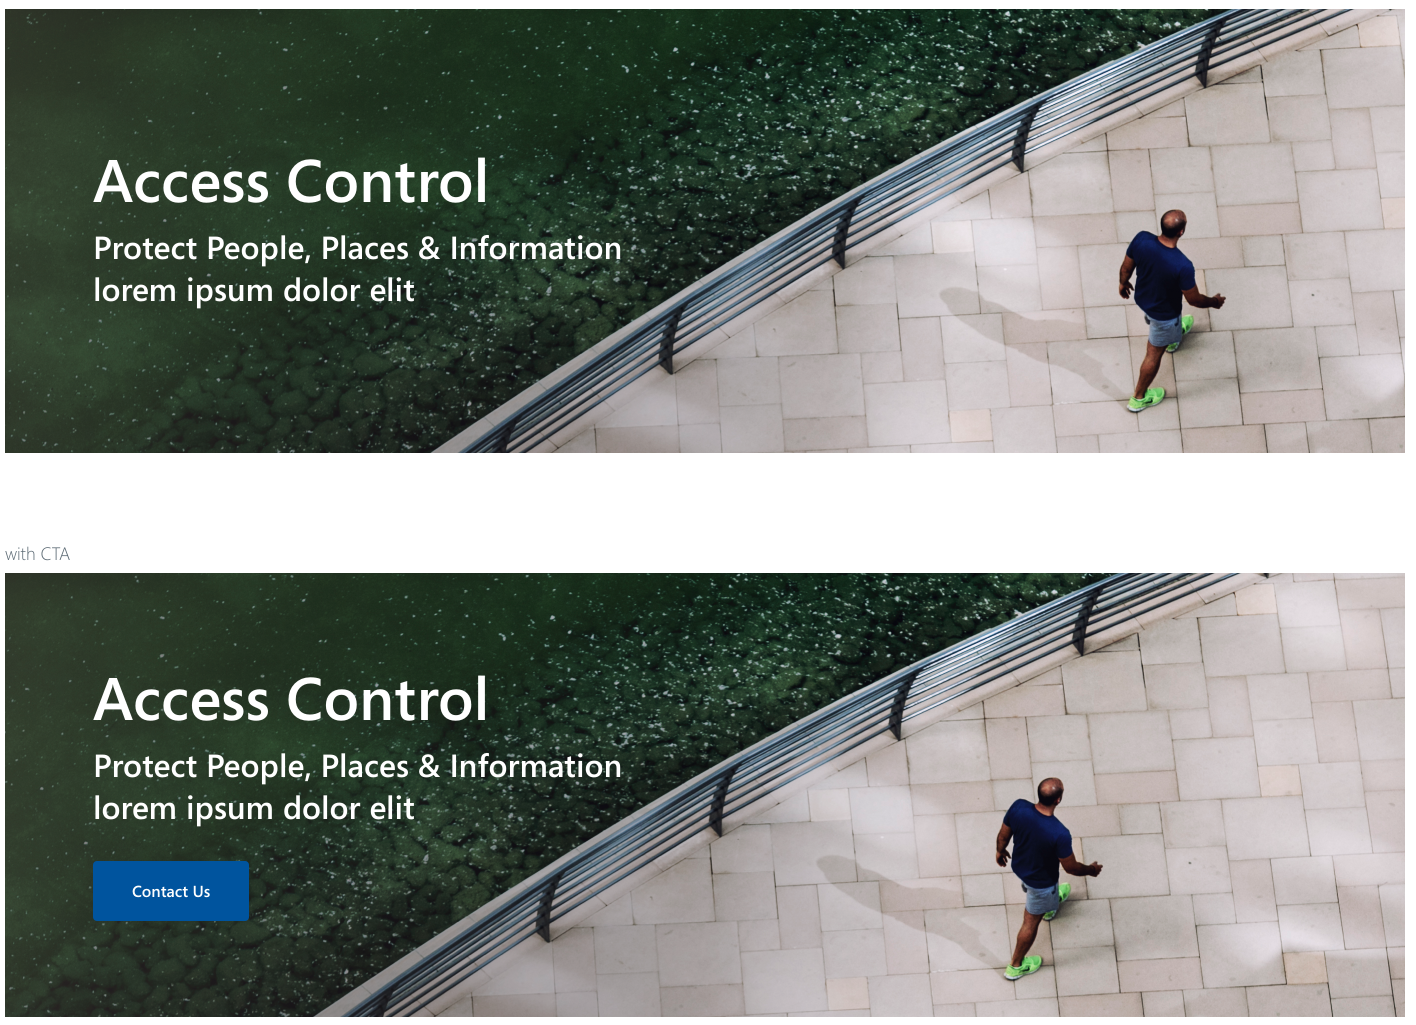 Access Control
Protect People, Places & Information
lorem ipsum dolor elit
with CTA
Access Control
Protect People, Places & Information
lorem ipsum dolor elit
Contact Us